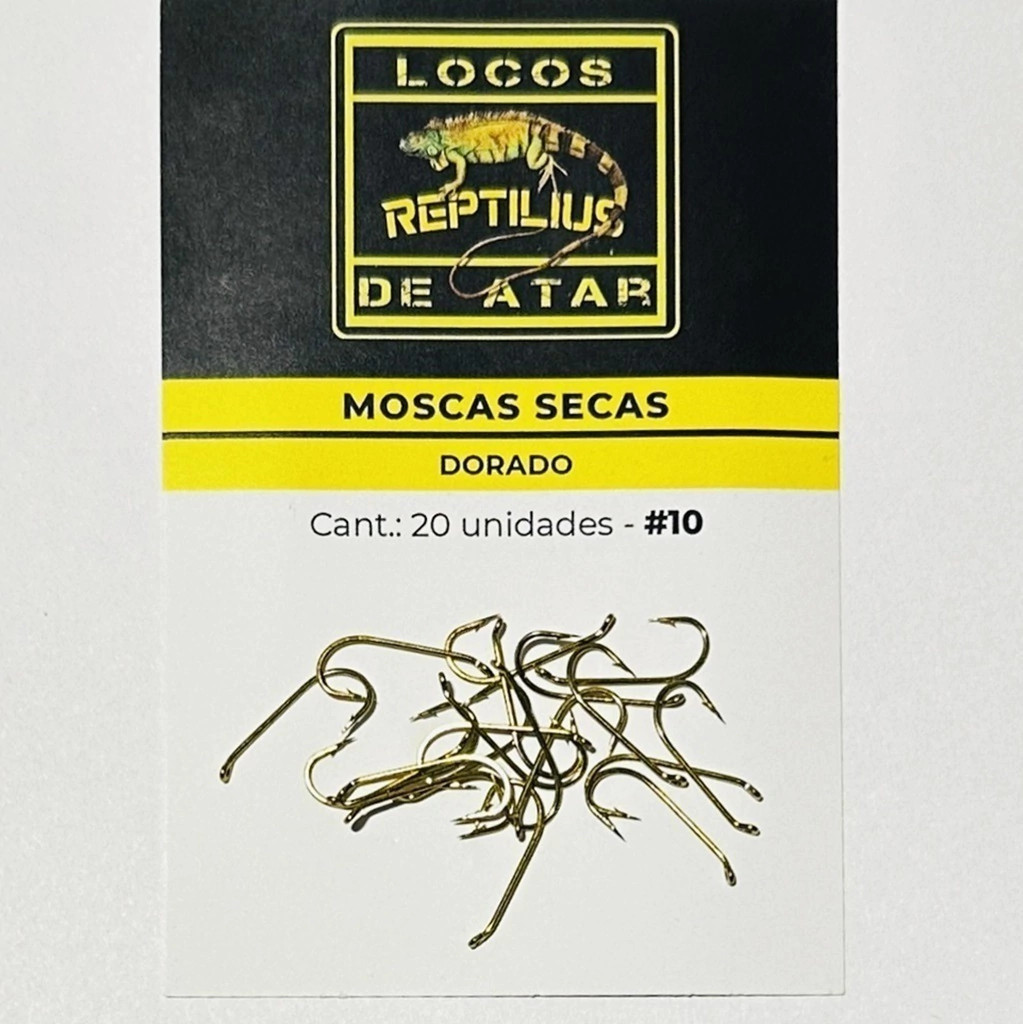 LOCOS
REPTILIUS
DE ATAR
MOSCAS SECAS
DORADO
Cant.: 20 unidades - #10